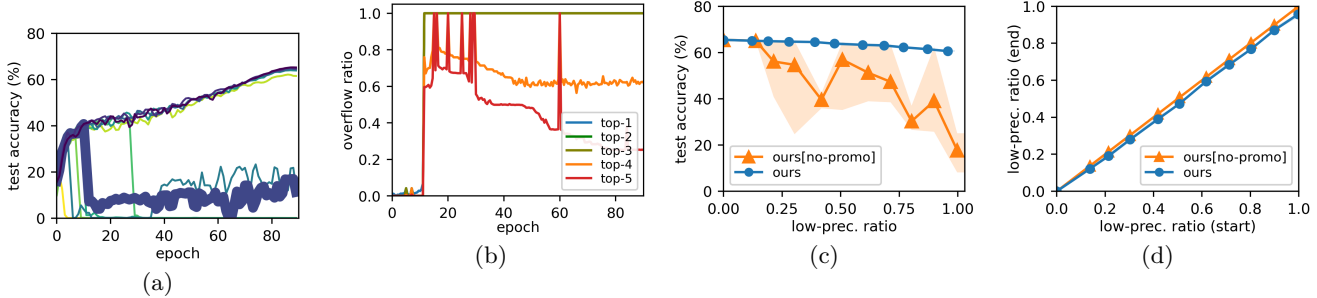 80
60
40
20
0
test accuracy (%)
0 20 40 60 80
epoch
(a)
1.0
0.8
0.6
0.4
0.2
0.0
overflow ratio
top-1
top-2
top-3
top-4
top-5
0 20 40 60 80
epoch
(b)
80
60
40
20
0
test accuracy (%)
ours[no-promo]
ours
0.00 0.25 0.50 0.75 1.00
low-prec. ratio
(c)
1.0
0.8
0.6
0.4
0.2
0.0
low-prec. ratio (end)
ours[no-promo]
ours
0.0 0.2 0.4 0.6 0.8 1.0
low-prec. ratio (start)
(d)